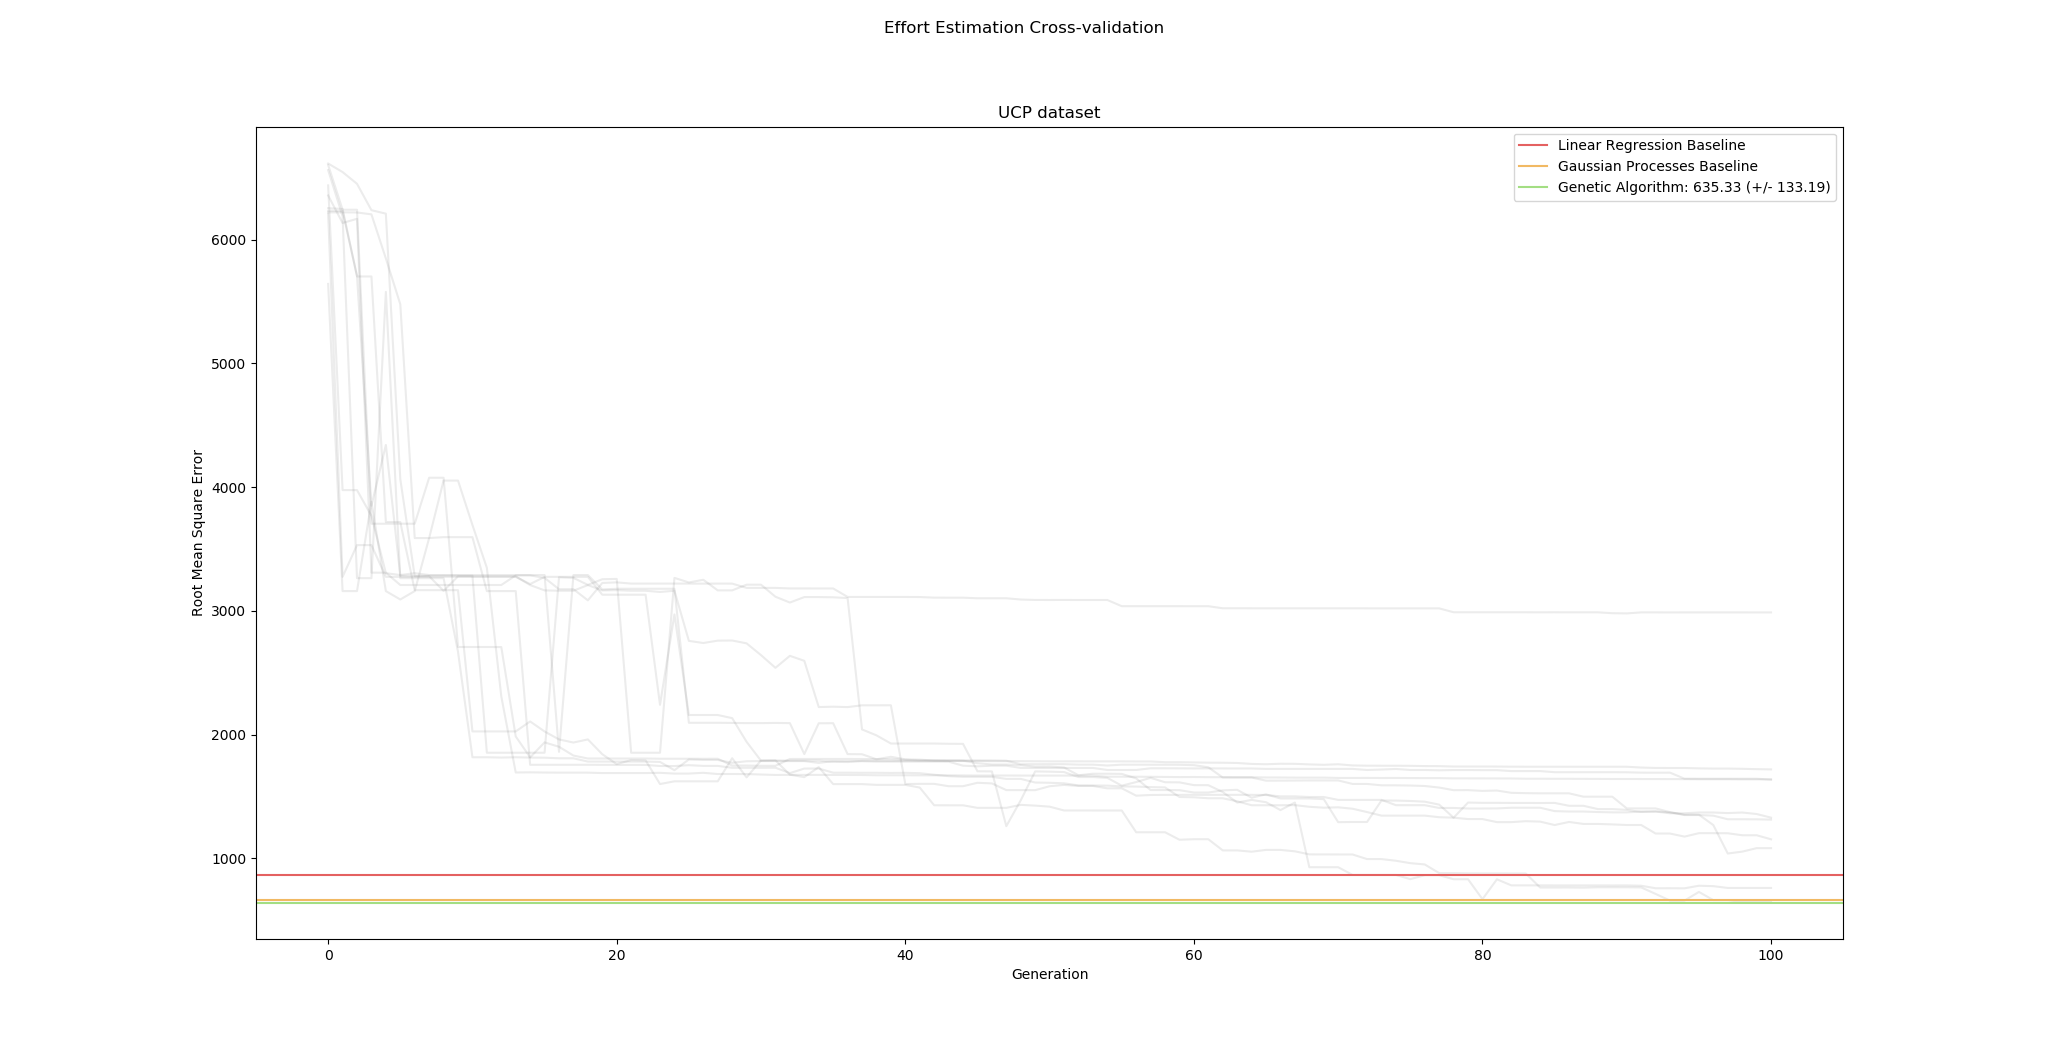 Effort Estimation Cross-validation
UCP dataset
Linear Regression Baseline
Gaussian Processes Baseline
Genetic Algorithm: 635.33 (+/- 133.19)
6000
5000
4000
3000
2000
1000
Root Mean Square Error
0 20 40 60 80 100
Generation